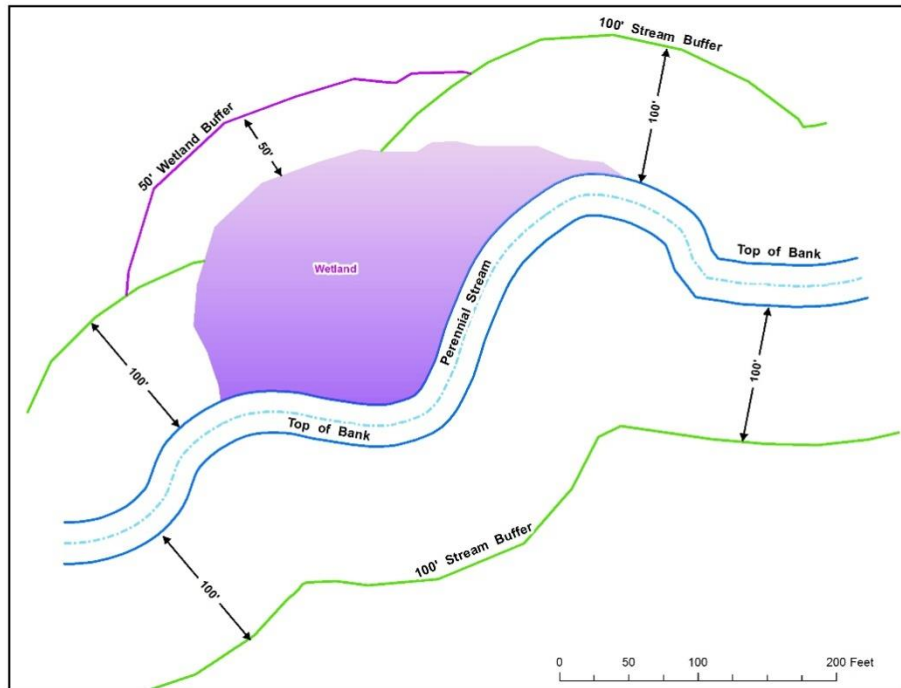 100' Stream Buffer
50' Wetland Buffer
100'
50'
Wetland
Perennial Stream
Top of Bank
100'
100'
Top of Bank
100' Stream Buffer
100'
0 50 100 200 Feet